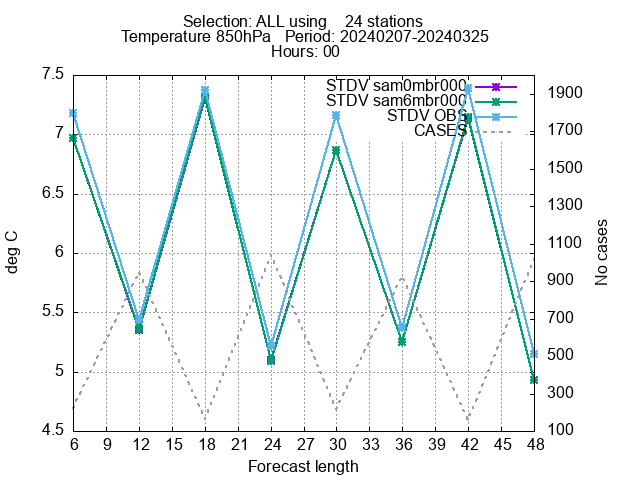 Selection: ALL using    24 stations
Temperature 850hPa   Period: 20240207-20240325
Hours: 00
STDV sam0mbr000
STDV sam6mbr000
STDV OBS
CASES
7.5
7
6.5
6
5.5
5
4.5
deg C
1900
1700
1500
1300
1100
900
700
500
300
100
No cases
6 9 12 15 18 21 24 27 30 33 36 39 42 45 48
Forecast length